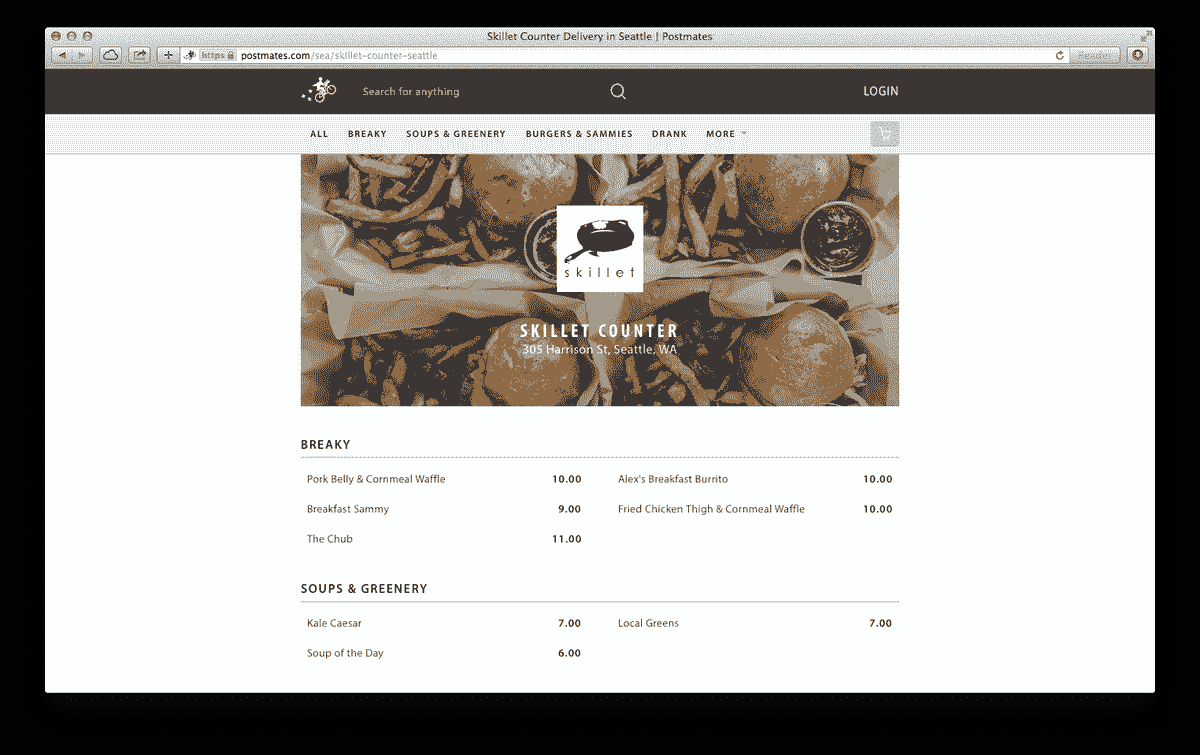 Skillet Counter Delivery in Seattle | Postmates
https postmates.com/sea/skillet-counter-seattle Reader
Search for anything LOGIN
ALL BREAKY SOUPS & GREENERY BURGERS & SAMMIES DRANK MORE
skillet
SKILLET COUNTER
305 Harrison St, Seattle, WA
BREAKY
Pork Belly & Cornmeal Waffle 10.00 Alex's Breakfast Burrito 10.00
Breakfast Sammy 9.00 Fried Chicken Thigh & Cornmeal Waffle 10.00
The Chub 11.00
SOUPS & GREENERY
Kale Caesar 7.00 Local Greens 7.00
Soup of the Day 6.00